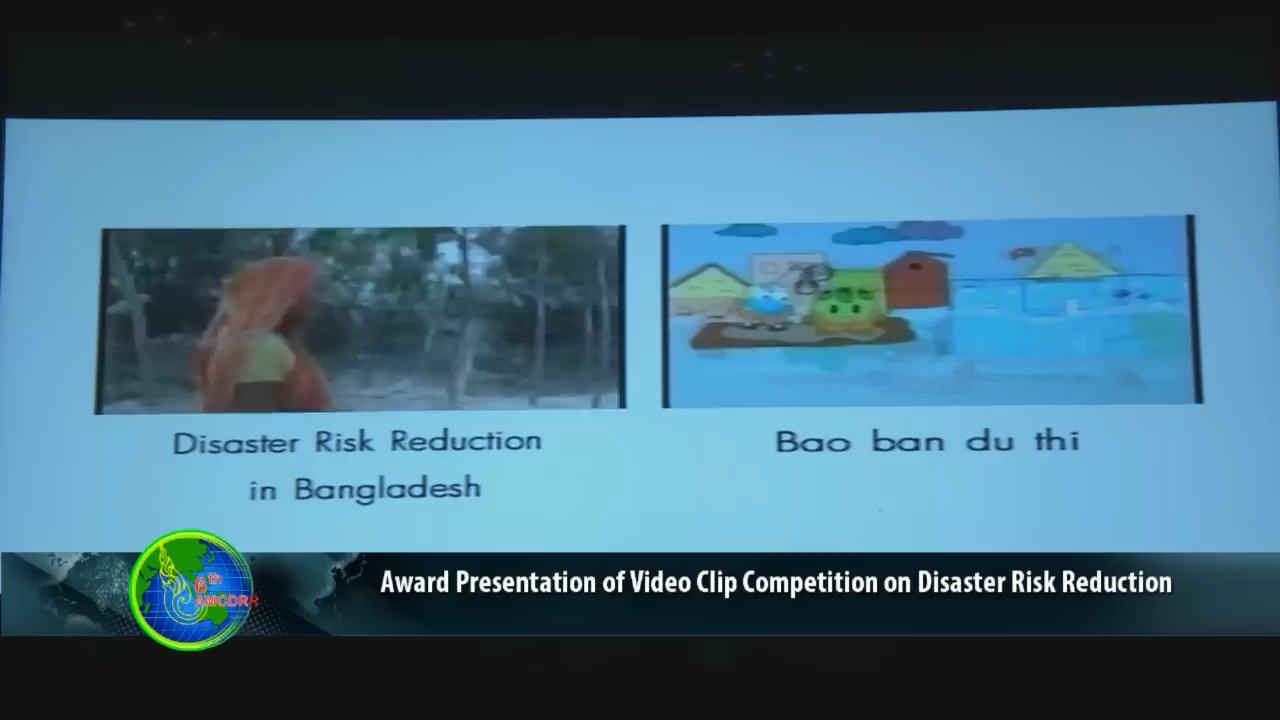 Disaster Risk Reduction
in Bangladesh
Bao ban du thi
6th
AMCDRR
Award Presentation of Video Clip Competition on Disaster Risk Reduction